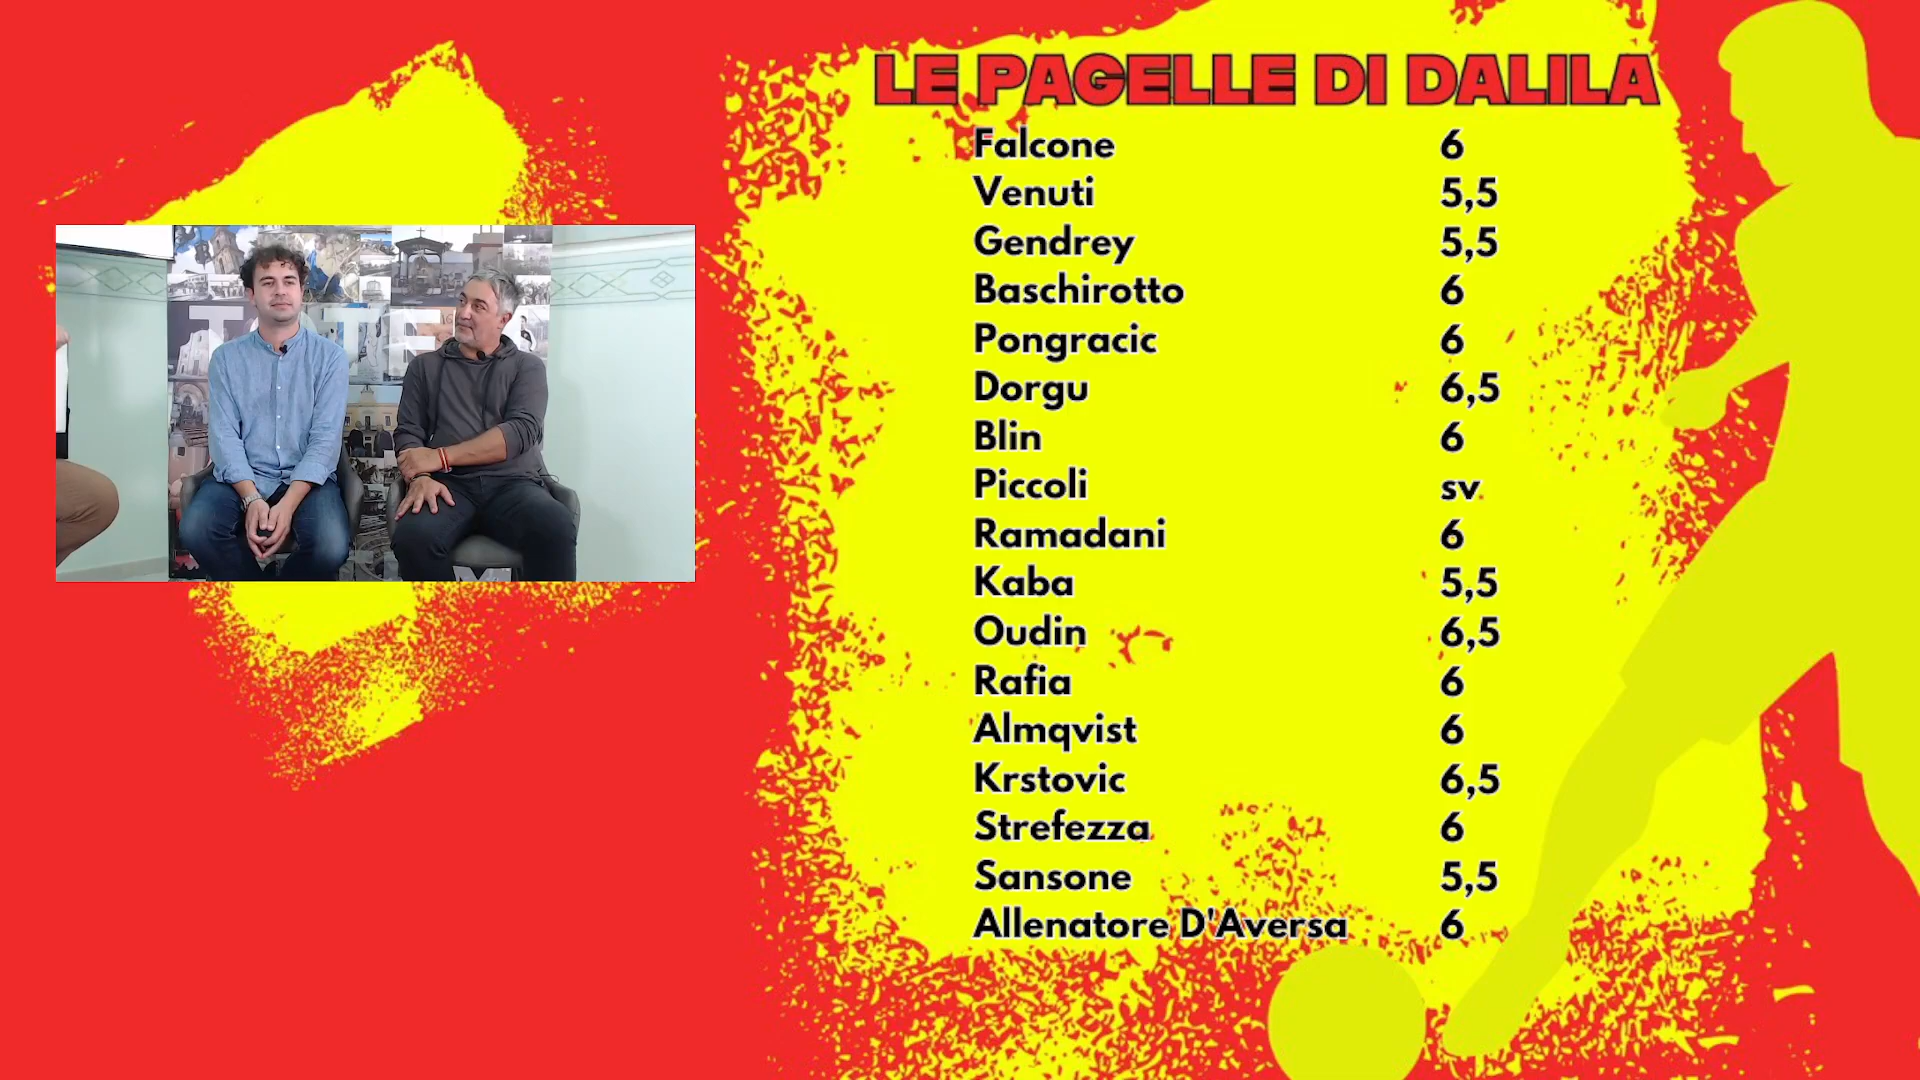 LE PAGELLE DI DALILA
Falcone 6
Venuti 5,5
Gendrey 5,5
Baschirotto 6
Pongracic 6
Dorgu 6,5
Blin 6
Piccoli sv
Ramadani 6
Kaba 5,5
Oudin 6,5
Rafia 6
Almqvist 6
Krstovic 6,5
Strefezza 6
Sansone 5,5
Allenatore D'Aversa 6